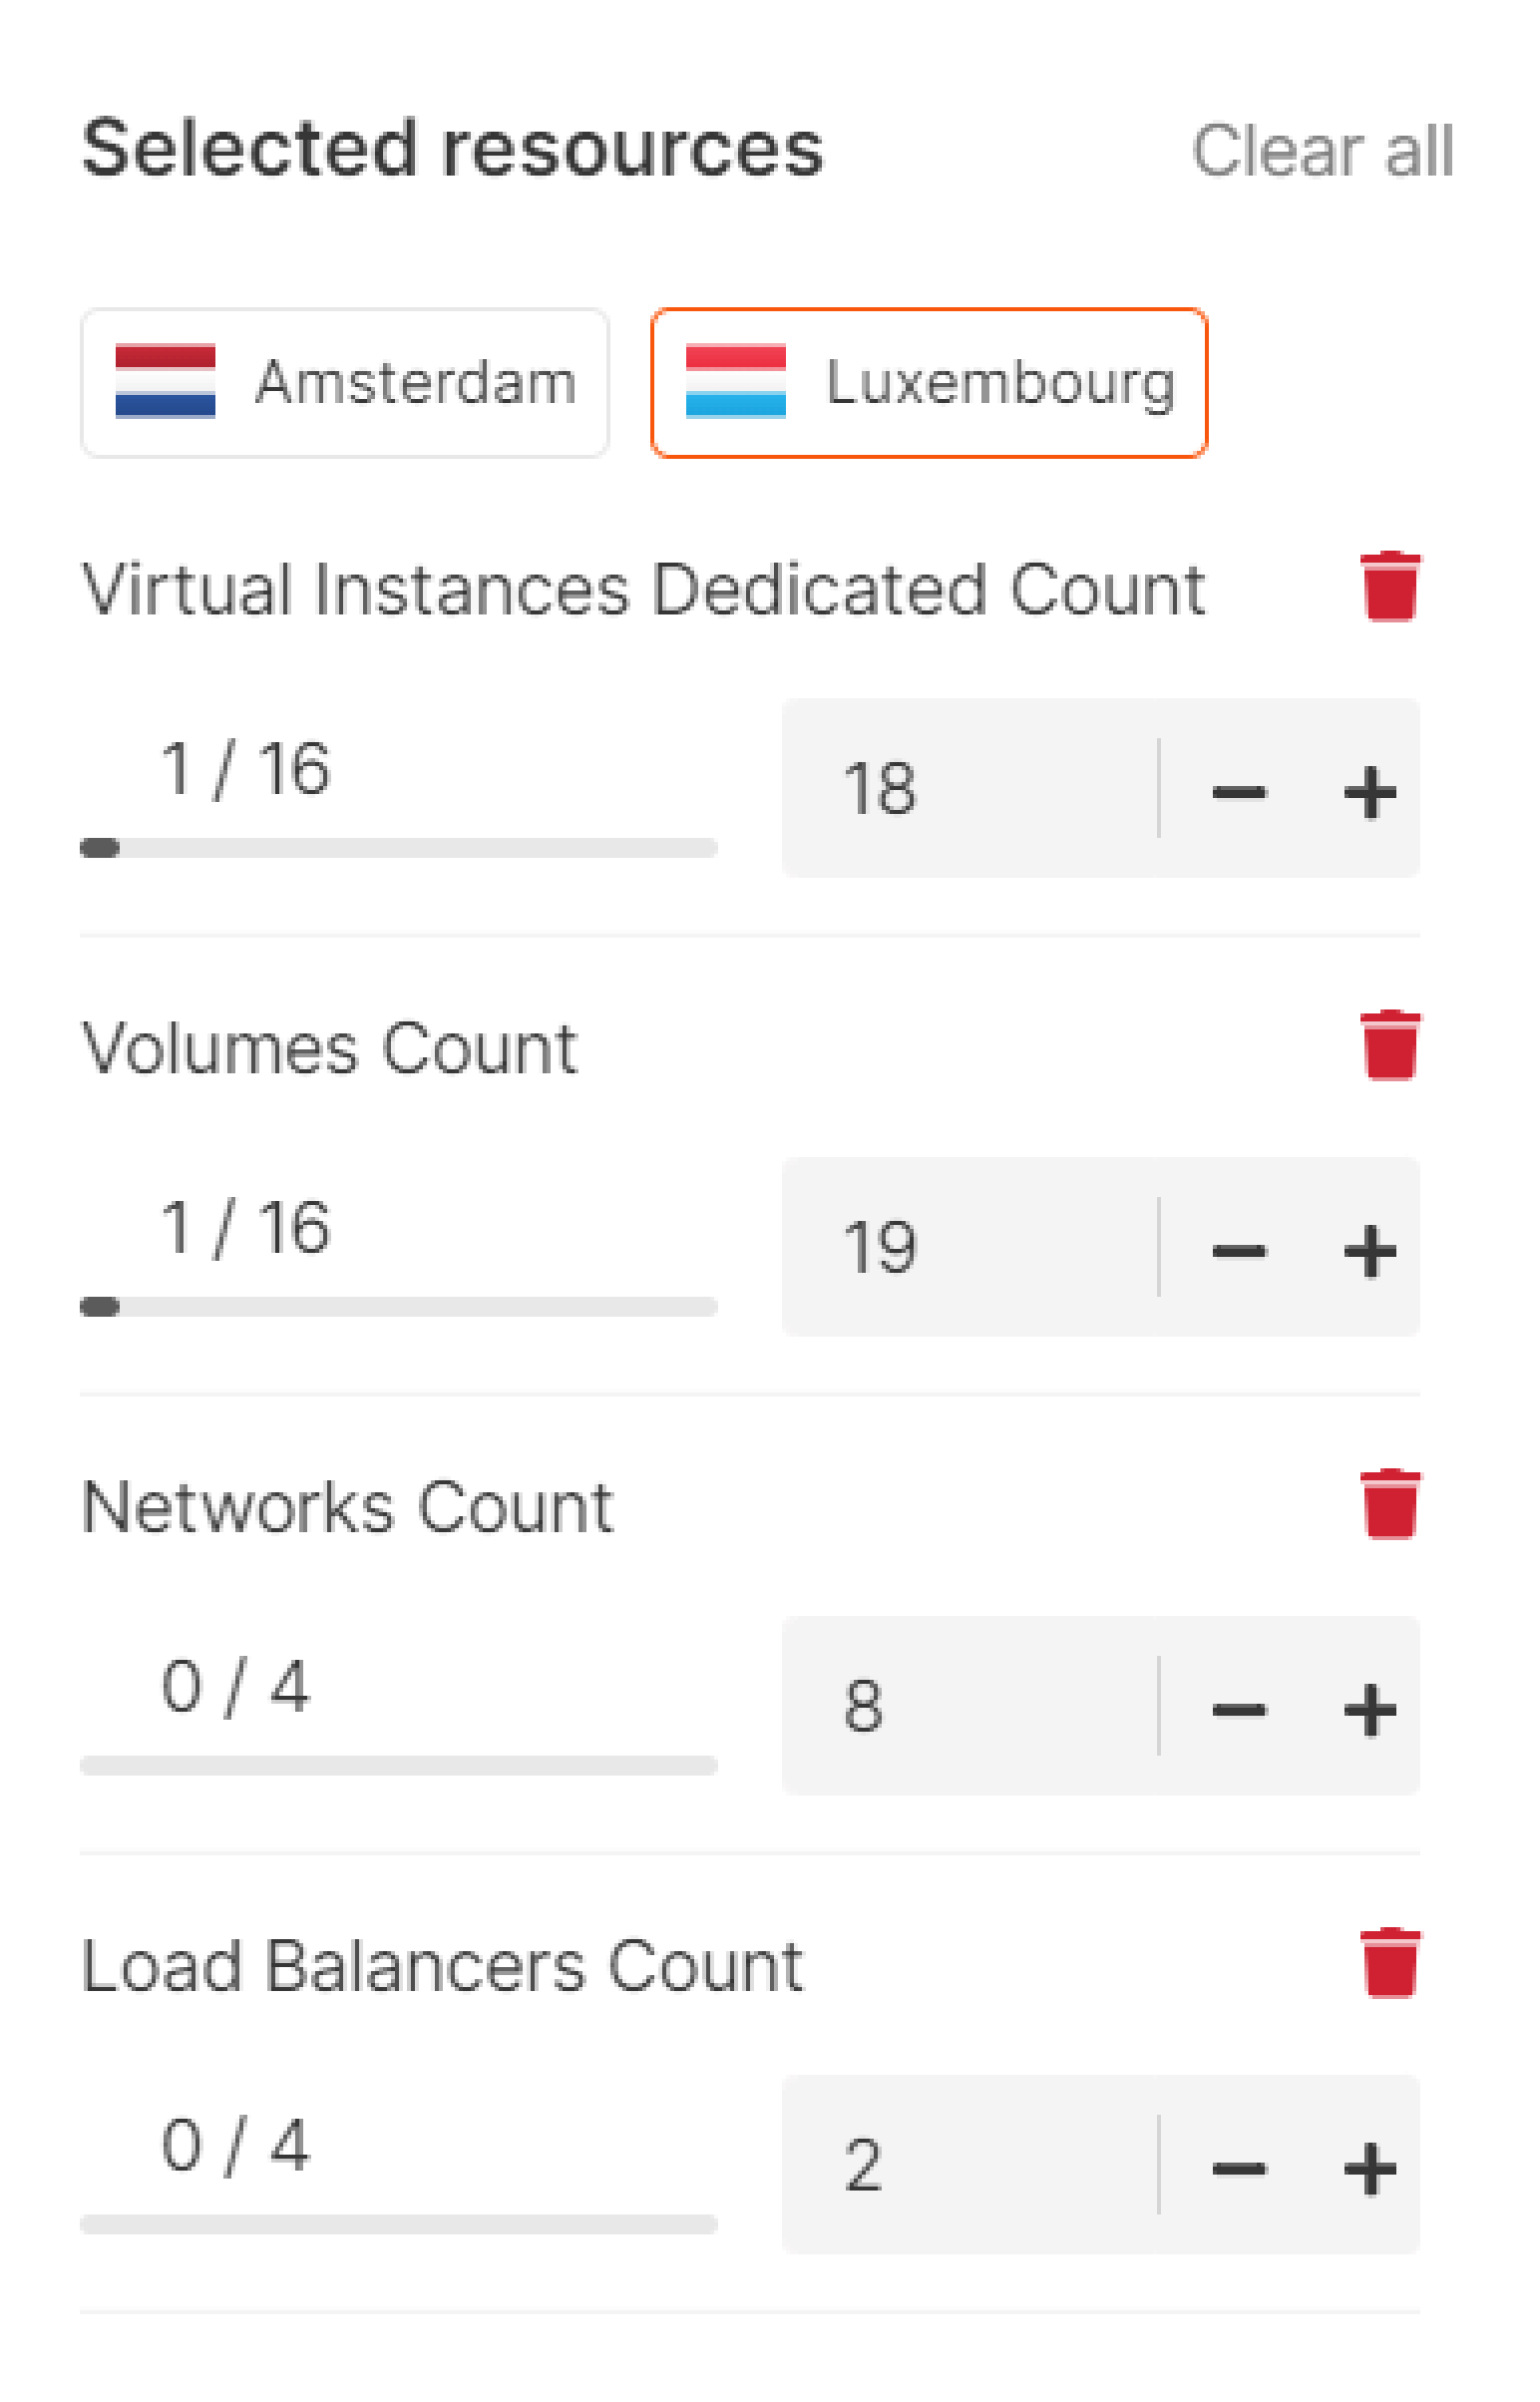 Selected resources Clear all
Amsterdam Luxembourg
Virtual Instances Dedicated Count
1 / 16 18 − +
Volumes Count
1 / 16 19 − +
Networks Count
0 / 4 8 − +
Load Balancers Count
0 / 4 2 − +